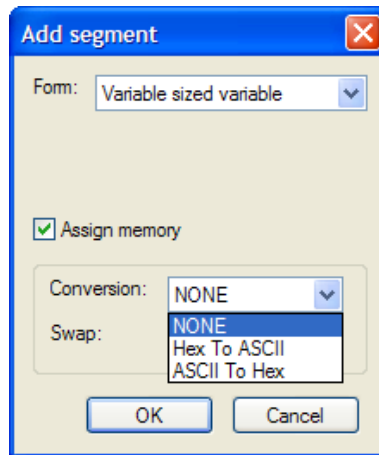 Add segment
Form: Variable sized variable
Assign memory
Conversion: NONE
NONE
Swap:
Hex To ASCII
ASCII To Hex
OK Cancel